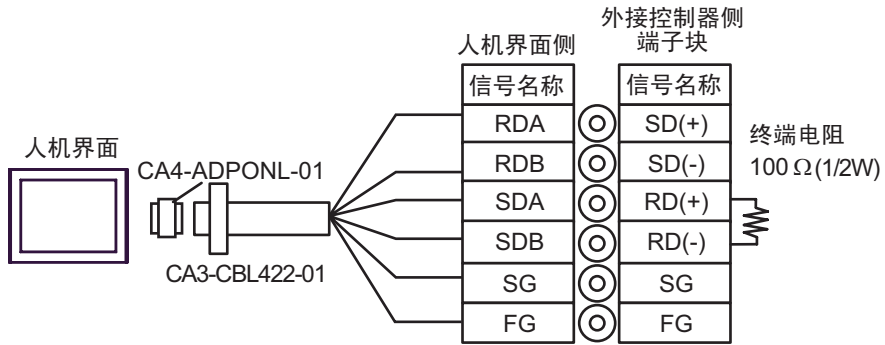 外接控制器侧
端子块
人机界面侧
信号名称 信号名称
RDA SD(+)
RDB SD(-)
SDA RD(+)
SDB RD(-)
SG SG
FG FG
终端电阻
100 Ω(1/2W)
人机界面
CA4-ADPONL-01
CA3-CBL422-01